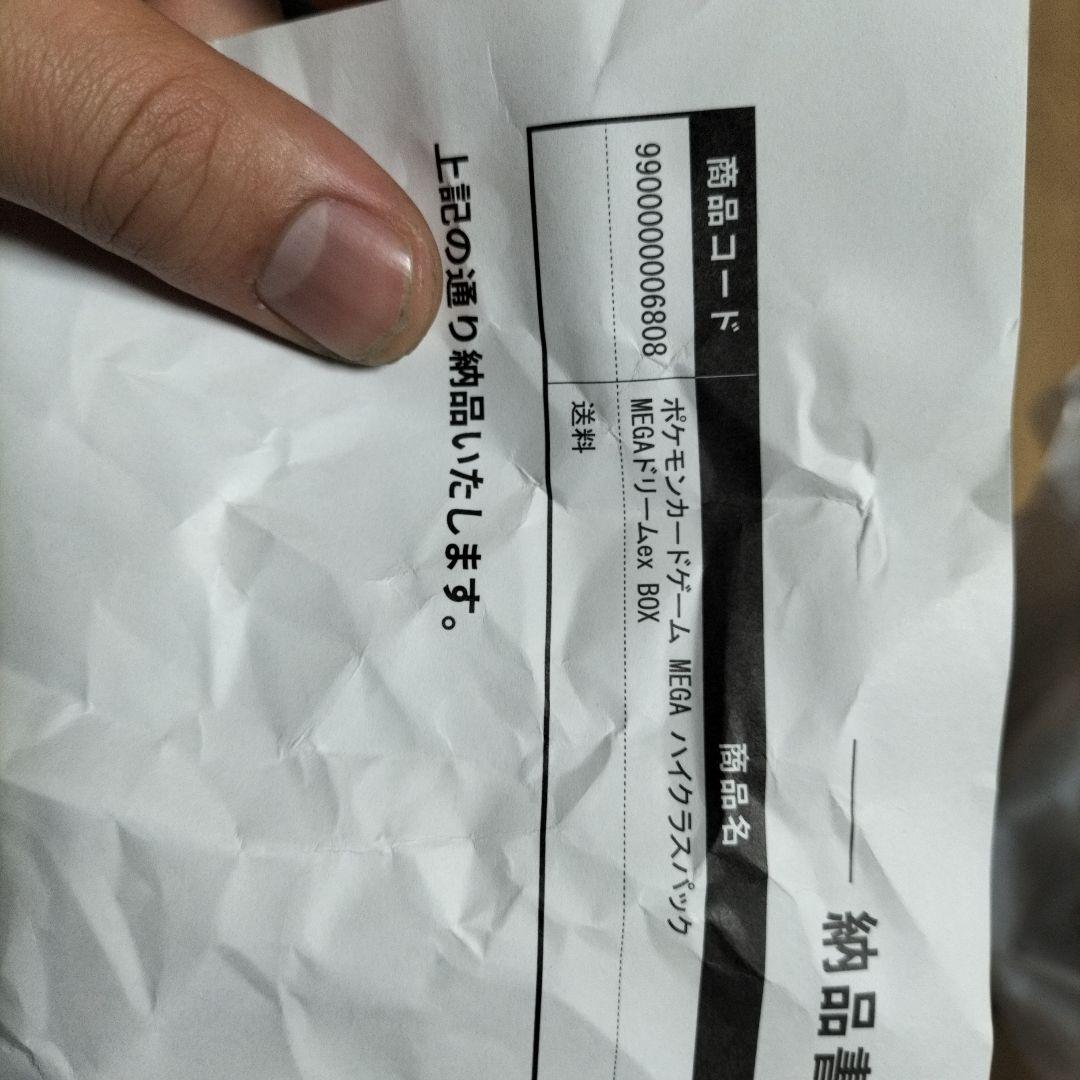 納品書
商品コード 商品名
9900000006808 ポケモンカードゲーム MEGA ハイクラスパック
MEGAドリームex BOX
送料
上記の通り納品いたします。